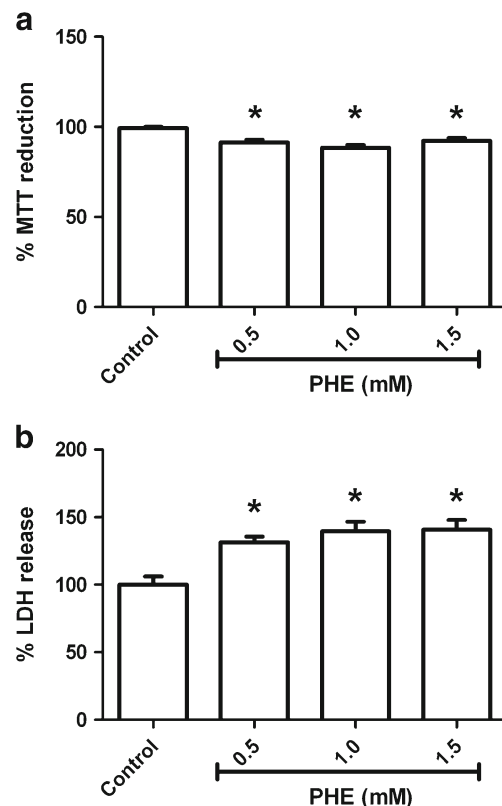 a
150
100
50
0
% MTT reduction
* * *
Control 0.5 1.0 1.5
PHE (mM)
b
200
150
100
50
0
% LDH release
* * *
Control 0.5 1.0 1.5
PHE (mM)